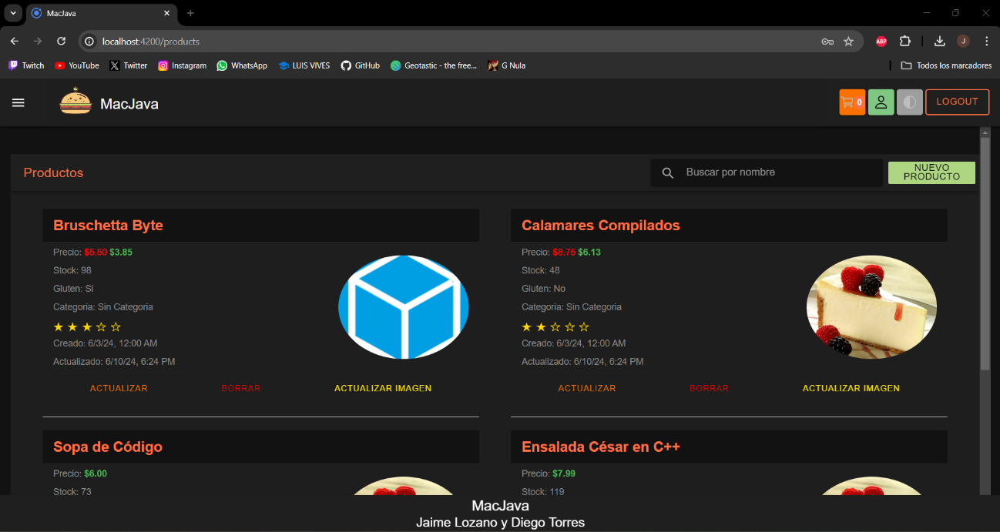 MacJava
localhost:4200/products
ABP
J
Twitch
YouTube
Twitter
Instagram
WhatsApp
LUIS VIVES
GitHub
Geotastic - the free...
G Nula
Todos los marcadores
MacJava
0
LOGOUT
Productos
Buscar por nombre
NUEVO
PRODUCTO
Bruschetta Byte
Precio: $5.50 $3.85
Stock: 98
Gluten: Si
Categoria: Sin Categoria
Creado: 6/3/24, 12:00 AM
Actualizado: 6/10/24, 6:24 PM
ACTUALIZAR
BORRAR
ACTUALIZAR IMAGEN
Calamares Compilados
Precio: $8.75 $6.13
Stock: 48
Gluten: No
Categoria: Sin Categoria
Creado: 6/3/24, 12:00 AM
Actualizado: 6/10/24, 6:24 PM
ACTUALIZAR
BORRAR
ACTUALIZAR IMAGEN
Sopa de Código
Precio: $6.00
Stock: 73
Ensalada César en C++
Precio: $7.99
Stock: 119
MacJava
Jaime Lozano y Diego Torres